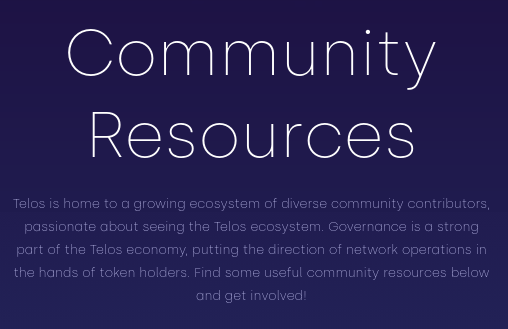 Community
Resources
Telos is home to a growing ecosystem of diverse community contributors,
passionate about seeing the Telos ecosystem. Governance is a strong
part of the Telos economy, putting the direction of network operations in
the hands of token holders. Find some useful community resources below
and get involved!